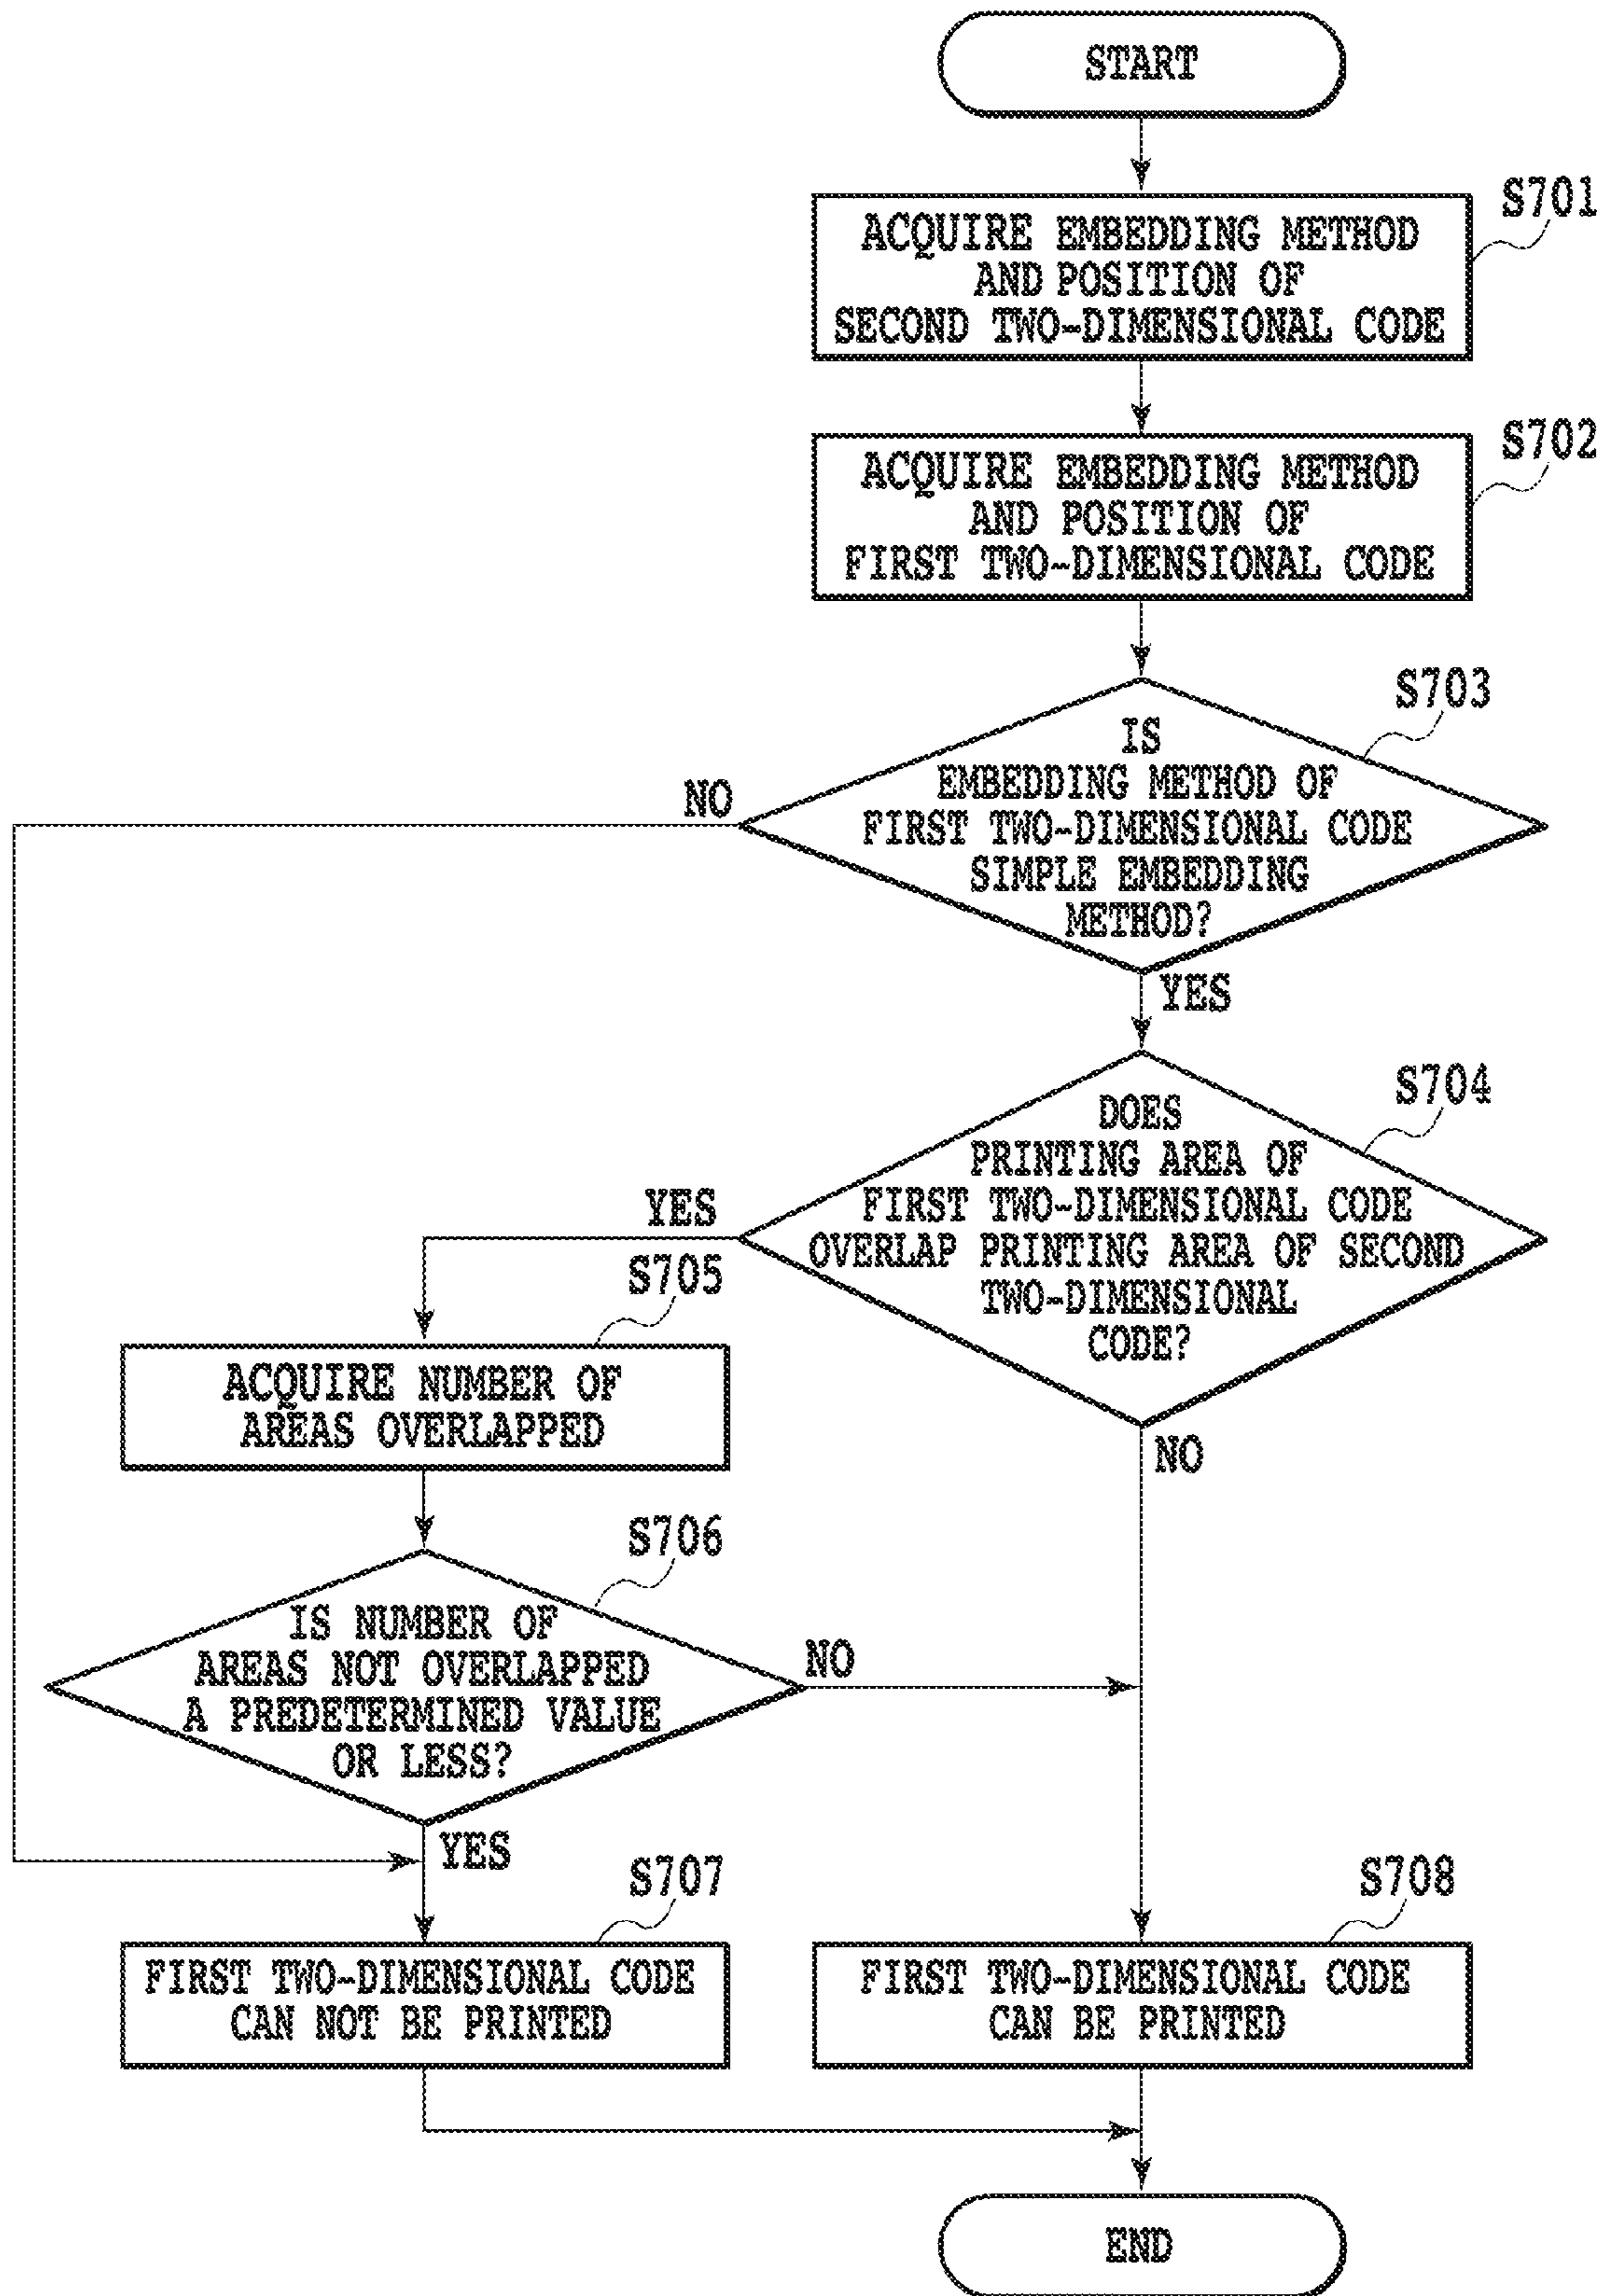 START
S701
ACQUIRE EMBEDDING METHOD
AND POSITION OF
SECOND TWO-DIMENSIONAL CODE
S702
ACQUIRE EMBEDDING METHOD
AND POSITION OF
FIRST TWO-DIMENSIONAL CODE
S703
IS
EMBEDDING METHOD OF
FIRST TWO-DIMENSIONAL CODE
SIMPLE EMBEDDING
METHOD?
NO
YES
S704
DOES
PRINTING AREA OF
FIRST TWO-DIMENSIONAL CODE
OVERLAP PRINTING AREA OF SECOND
TWO-DIMENSIONAL
CODE?
YES
NO
S705
ACQUIRE NUMBER OF
AREAS OVERLAPPED
S706
IS NUMBER OF
AREAS NOT OVERLAPPED
A PREDETERMINED VALUE
OR LESS?
NO
YES
S707
FIRST TWO-DIMENSIONAL CODE
CAN NOT BE PRINTED
S708
FIRST TWO-DIMENSIONAL CODE
CAN BE PRINTED
END